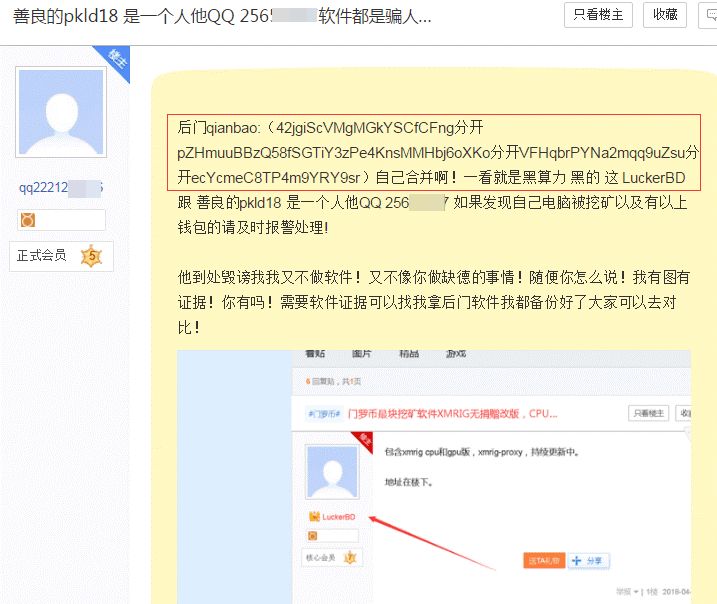 善良的pkld18 是一个人他QQ 2565 软件都是骗人...
只看楼主
收藏
楼主
后门qianbao:（42jgiScVMgMGkYSCfCFng分开
pZHmuuBBzQ58fSGTiY3zPe4KnsMMHbj6oXKo分开VFHqbrPYNa2mqq9uZsu分
开ecYcmeC8TP4m9YRY9sr）自己合并啊！一看就是黑算力 黑的 这 LuckerBD
跟 善良的pkld18 是一个人他QQ 256 7 如果发现自己电脑被挖矿以及有以上
钱包的请及时报警处理!
qq22212 6
正式会员 5
他到处毁谤我我又不做软件！又不像你做缺德的事情！随便你怎么说！我有图有
证据！你有吗！需要软件证据可以找我拿后门软件我都备份好了大家可以去对
比！
看贴 图片 精品 游戏
6 回复贴，共1页
#门罗币# 门罗币最快挖矿软件XMRIG无捐赠改版，CPU...
只看楼主
楼主
包含xmrig cpu和gpu版，xmrig-proxy，持续更新中。
地址在楼下。
LuckerBD
核心会员 7
送TA礼物
分享
举报 | 1楼 2018-04-